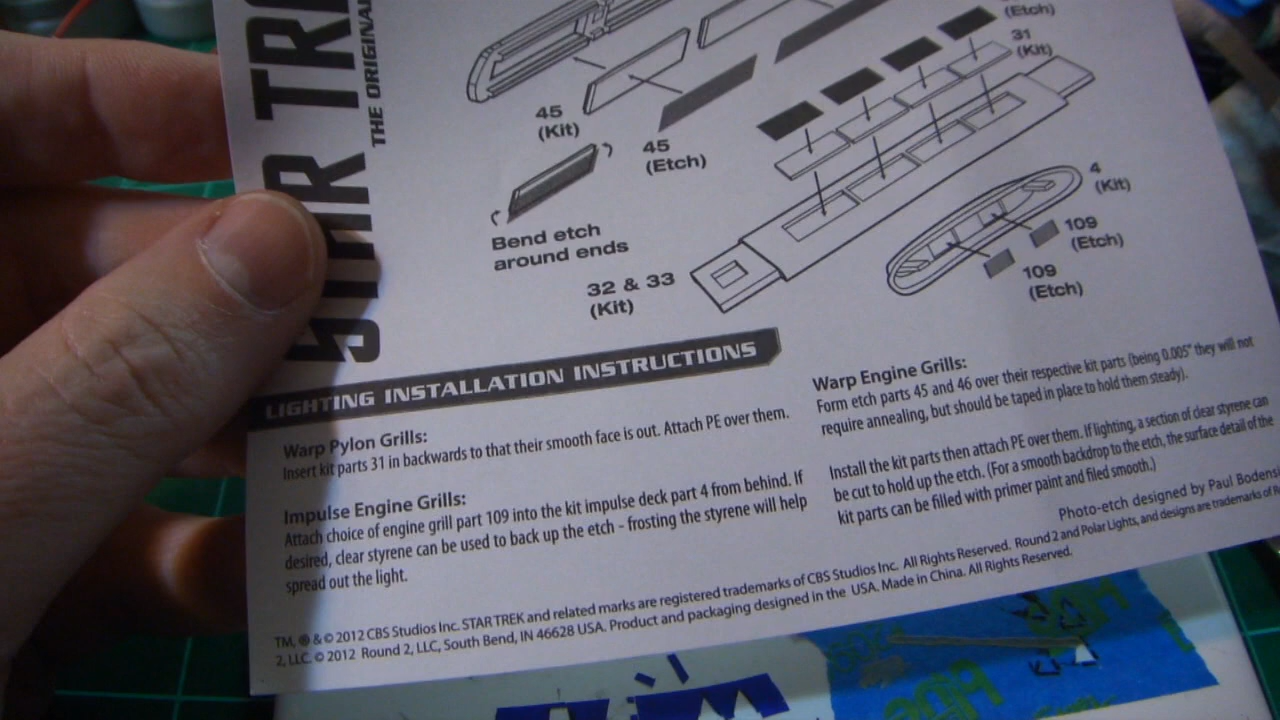 STAR TR
THE ORIGINAL
(Etch)
31
(Kit)
45
(Kit)
45
(Etch)
Bend etch
around ends
4
(Kit)
109
(Etch)
109
(Etch)
32 & 33
(Kit)
LIGHTING INSTALLATION INSTRUCTIONS
Warp Pylon Grills:
Insert kit parts 31 in backwards to that their smooth face is out. Attach PE over them.
Impulse Engine Grills:
Attach choice of engine grill part 109 into the kit impulse deck part 4 from behind. If
desired, clear styrene can be used to back up the etch - frosting the styrene will help
spread out the light.
Warp Engine Grills:
Form etch parts 45 and 46 over their respective kit parts (being 0.005" they will not
require annealing, but should be taped in place to hold them steady).
Install the kit parts then attach PE over them. If lighting, a section of clear styrene can
be cut to hold up the etch. (For a smooth backdrop to the etch, the surface detail of the
kit parts can be filled with primer paint and filed smooth.)
Photo-etch designed by Paul Bodens
TM, ® & © 2012 CBS Studios Inc. STAR TREK and related marks are registered trademarks of CBS Studios Inc. All Rights Reserved. Round 2 and Polar Lights, and designs are trademarks of R
2, LLC. © 2012 Round 2, LLC, South Bend, IN 46628 USA. Product and packaging designed in the USA. Made in China. All Rights Reserved.